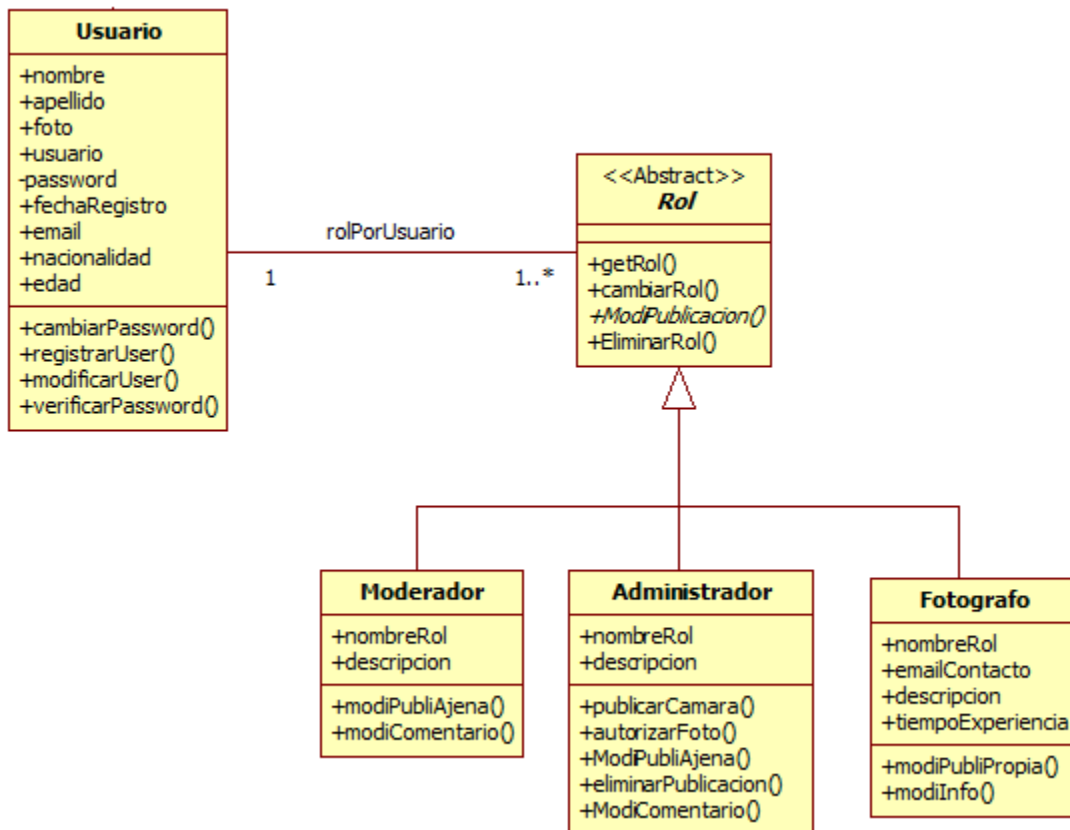 Usuario
+nombre
+apellido
+foto
+usuario
-password
+fechaRegistro
+email
+nacionalidad
+edad
+cambiarPassword()
+registrarUser()
+modificarUser()
+verificarPassword()
rolPorUsuario
1
1..*
<<Abstract>>
Rol
+getRol()
+cambiarRol()
+ModiPublicacion()
+EliminarRol()
Moderador
+nombreRol
+descripcion
+modiPubliAjena()
+modiComentario()
Administrador
+nombreRol
+descripcion
+publicarCamara()
+autorizarFoto()
+ModiPubliAjena()
+eliminarPublicacion()
+ModiComentario()
Fotografo
+nombreRol
+emailContacto
+descripcion
+tiempoExperiencia
+modiPubliPropia()
+modiInfo()